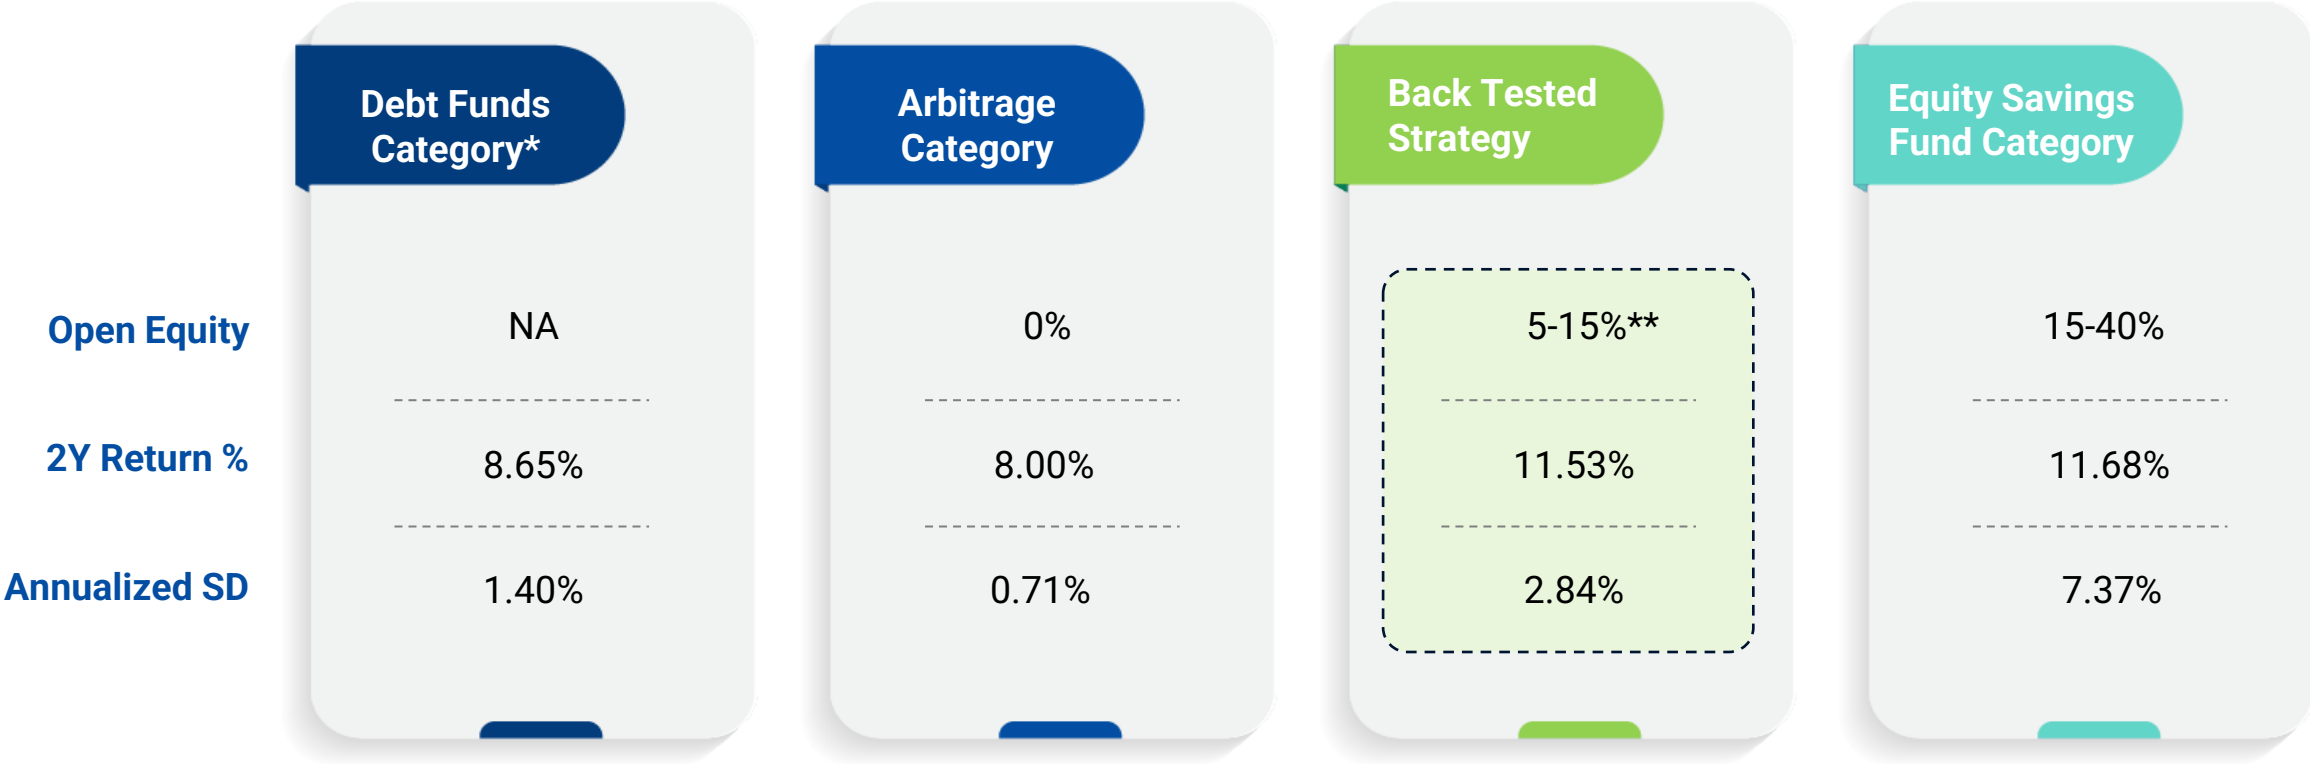 Debt Funds
Category*
Arbitrage
Category
Back Tested
Strategy
Equity Savings
Fund Category
Open Equity
NA
0%
5-15%**
15-40%
2Y Return %
8.65%
8.00%
11.53%
11.68%
Annualized SD
1.40%
0.71%
2.84%
7.37%